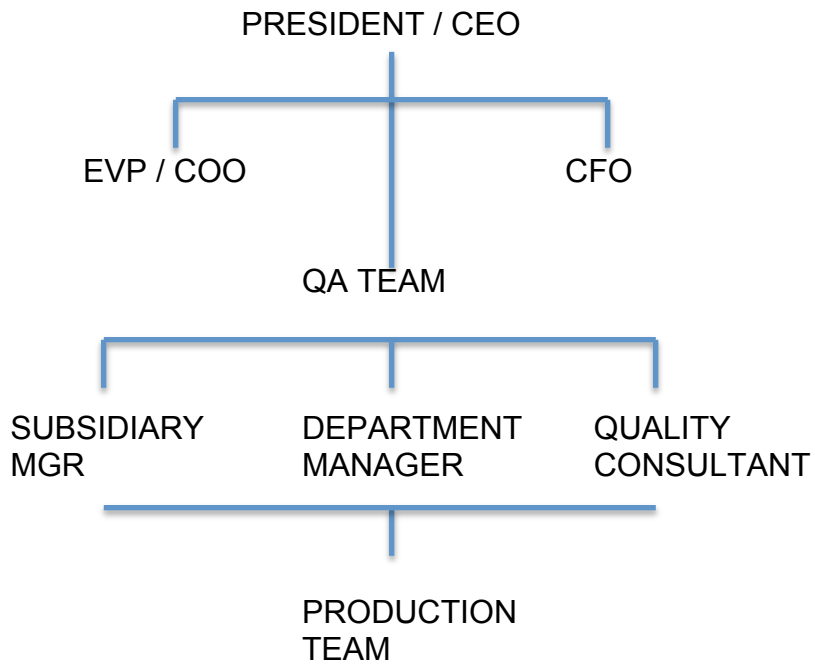 PRESIDENT / CEO
EVP / COO
CFO
QA TEAM
SUBSIDIARY
MGR
DEPARTMENT
MANAGER
QUALITY
CONSULTANT
PRODUCTION
TEAM